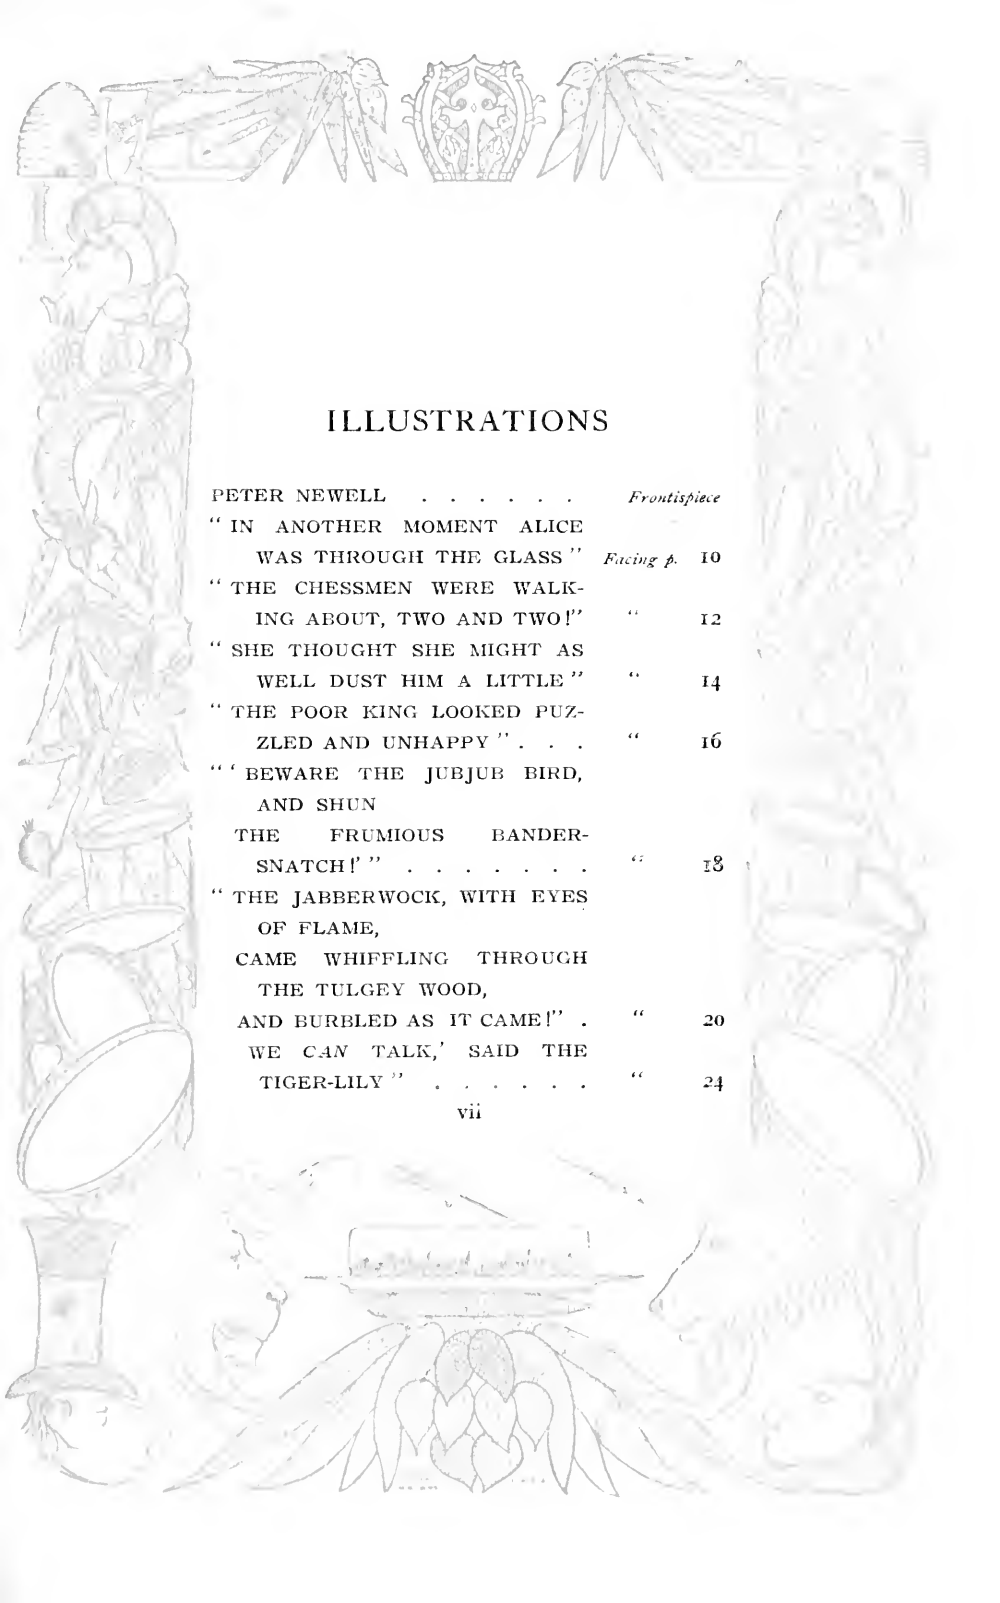 ILLUSTRATIONS
PETER NEWELL . . . . . . Frontispiece
“ IN ANOTHER MOMENT ALICE
WAS THROUGH THE GLASS ” Facing p. 10
“ THE CHESSMEN WERE WALK-
ING ABOUT, TWO AND TWO!” “ 12
“ SHE THOUGHT SHE MIGHT AS
WELL DUST HIM A LITTLE ” “ 14
“ THE POOR KING LOOKED PUZ-
ZLED AND UNHAPPY ” . . . “ 16
“ ‘ BEWARE THE JUBJUB BIRD,
AND SHUN
THE FRUMIOUS BANDER-
SNATCH!’ ” . . . . . . . “ 18
“ THE JABBERWOCK, WITH EYES
OF FLAME,
CAME WHIFFLING THROUGH
THE TULGEY WOOD,
AND BURBLED AS IT CAME!” . “ 20
WE CAN TALK,’ SAID THE
TIGER-LILY ” . . . . . . “ 24
vii